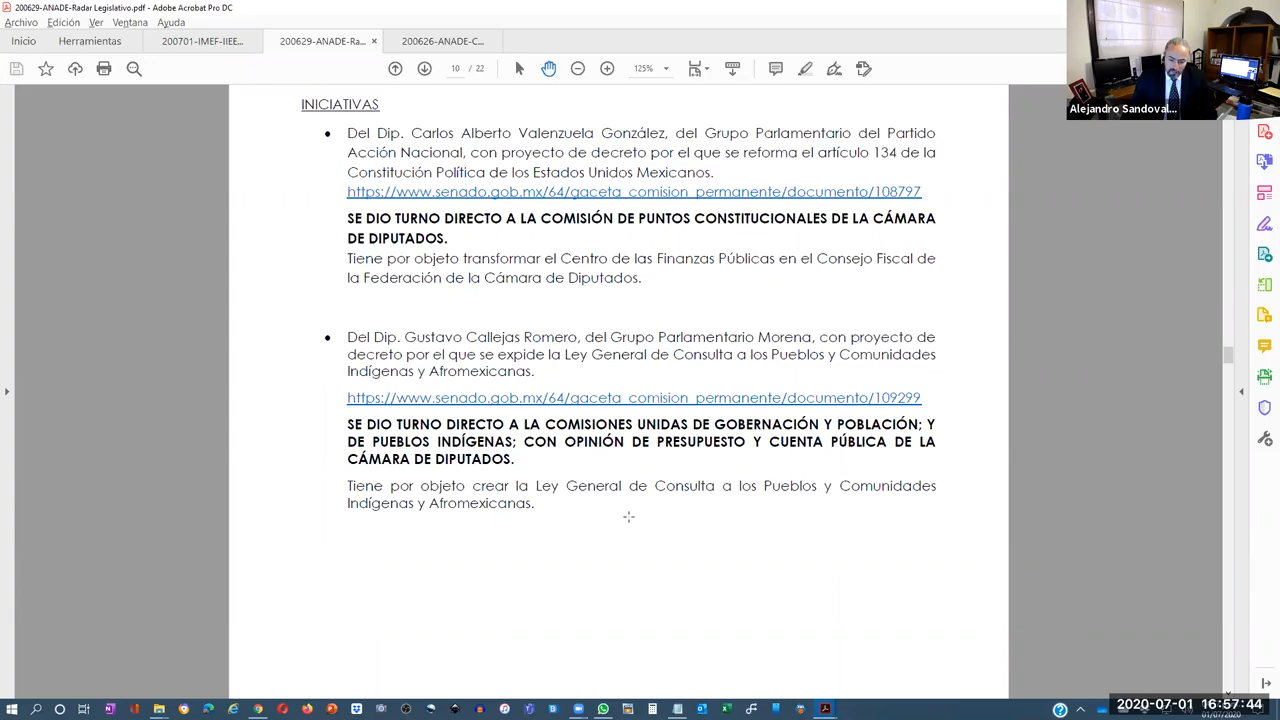 200629-ANADE-Radar Legislativo.pdf - Adobe Acrobat Pro DC
Archivo Edición Ver Ventana Ayuda
Inicio Herramientas 200701-IMEF-IIEE... 200629-ANADE-Ra... × 200626-ANADE-C...
10 / 22 125%
Alejandro Sandoval...
INICIATIVAS
• Del Dip. Carlos Alberto Valenzuela González, del Grupo Parlamentario del Partido
Acción Nacional, con proyecto de decreto por el que se reforma el artículo 134 de la
Constitución Política de los Estados Unidos Mexicanos.
https://www.senado.gob.mx/64/gaceta_comision_permanente/documento/108797
SE DIO TURNO DIRECTO A LA COMISIÓN DE PUNTOS CONSTITUCIONALES DE LA CÁMARA
DE DIPUTADOS.
Tiene por objeto transformar el Centro de las Finanzas Públicas en el Consejo Fiscal de
la Federación de la Cámara de Diputados.
• Del Dip. Gustavo Callejas Romero, del Grupo Parlamentario Morena, con proyecto de
decreto por el que se expide la Ley General de Consulta a los Pueblos y Comunidades
Indígenas y Afromexicanas.
https://www.senado.gob.mx/64/gaceta_comision_permanente/documento/109299
SE DIO TURNO DIRECTO A LA COMISIONES UNIDAS DE GOBERNACIÓN Y POBLACIÓN; Y
DE PUEBLOS INDÍGENAS; CON OPINIÓN DE PRESUPUESTO Y CUENTA PÚBLICA DE LA
CÁMARA DE DIPUTADOS.
Tiene por objeto crear la Ley General de Consulta a los Pueblos y Comunidades
Indígenas y Afromexicanas.
2020-07-01 16:57:44
01/07/2020